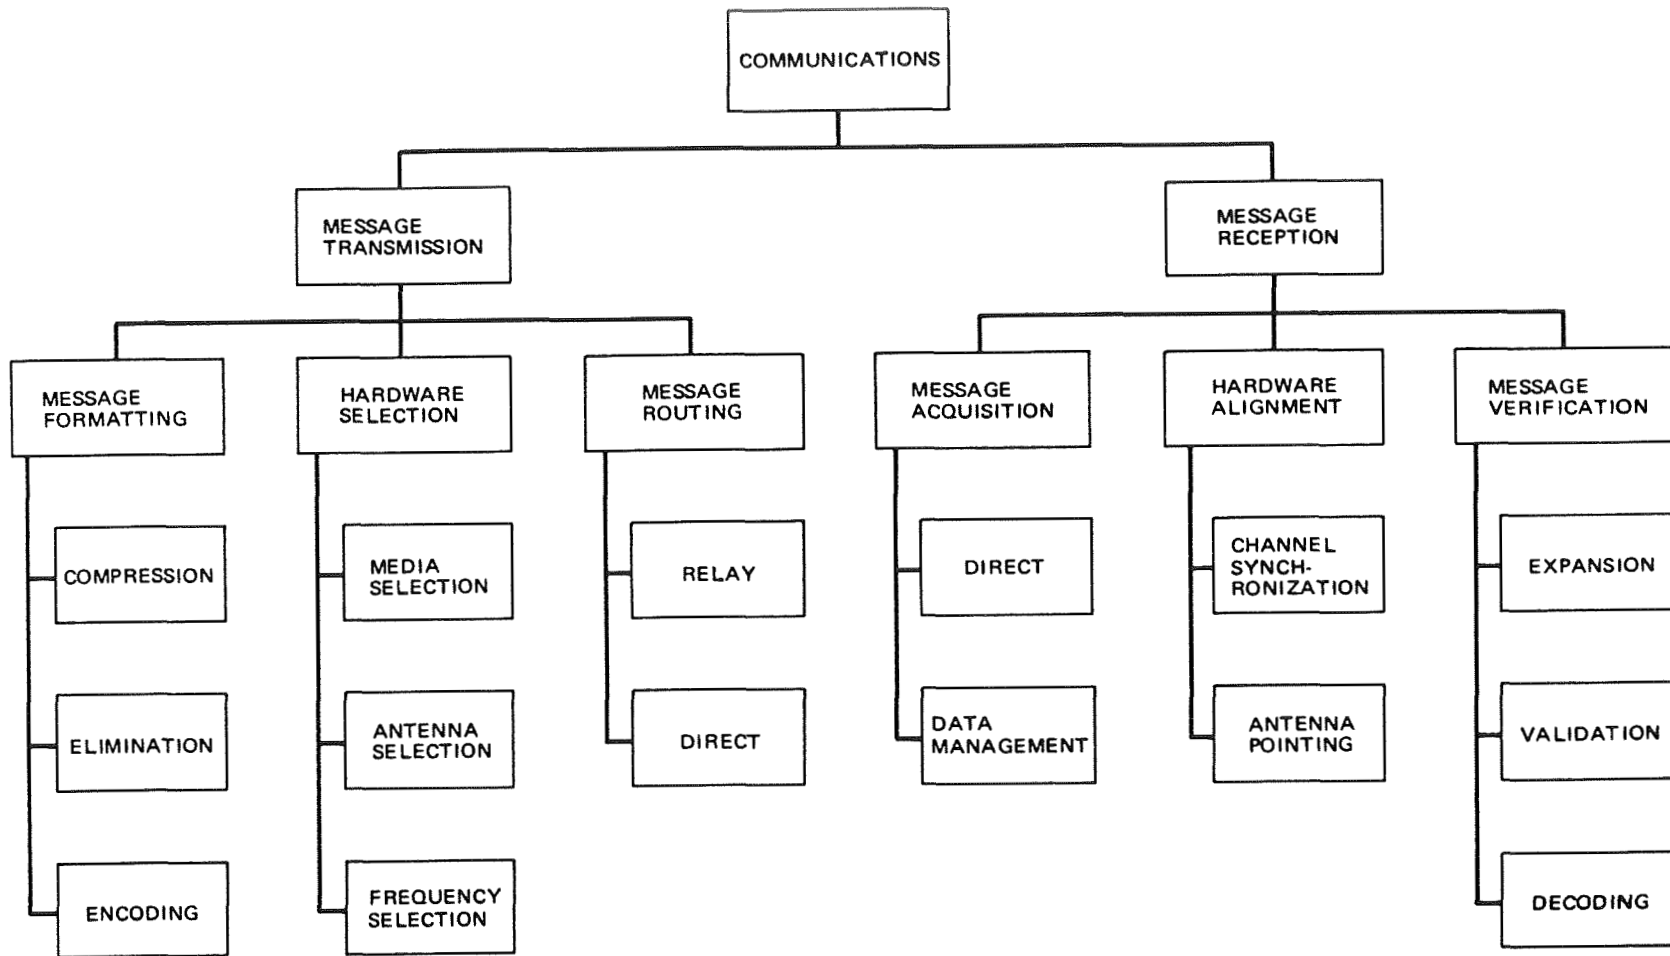 COMMUNICATIONS
MESSAGE
TRANSMISSION
MESSAGE
RECEPTION
MESSAGE
FORMATTING
HARDWARE
SELECTION
MESSAGE
ROUTING
MESSAGE
ACQUISITION
HARDWARE
ALIGNMENT
MESSAGE
VERIFICATION
COMPRESSION
MEDIA
SELECTION
RELAY
DIRECT
CHANNEL
SYNCH-
RONIZATION
EXPANSION
ELIMINATION
ANTENNA
SELECTION
DIRECT
DATA
MANAGEMENT
ANTENNA
POINTING
VALIDATION
ENCODING
FREQUENCY
SELECTION
DECODING